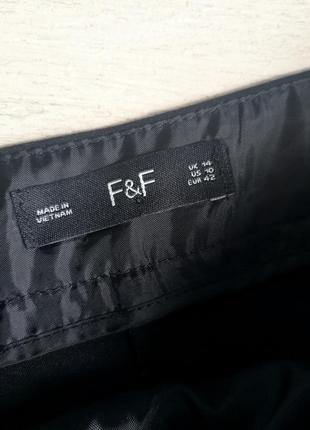 MADE IN
VIETNAM
F&F
UK 14
US 10
EUR 42